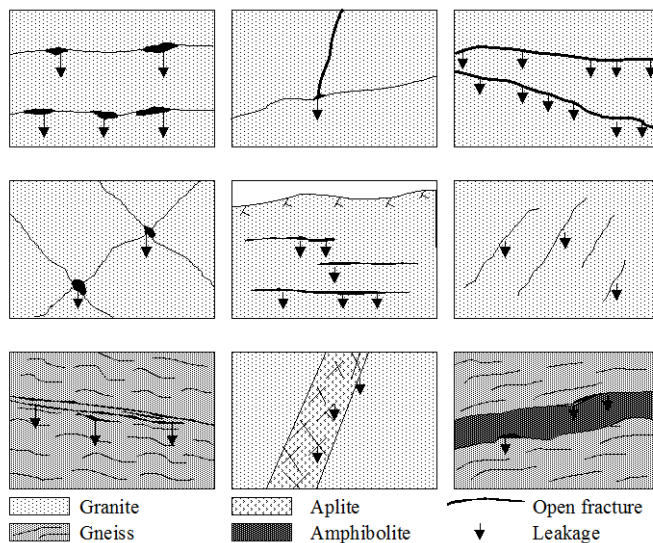 Granite
Aplite
Open fracture
Gneiss
Amphibolite
Leakage